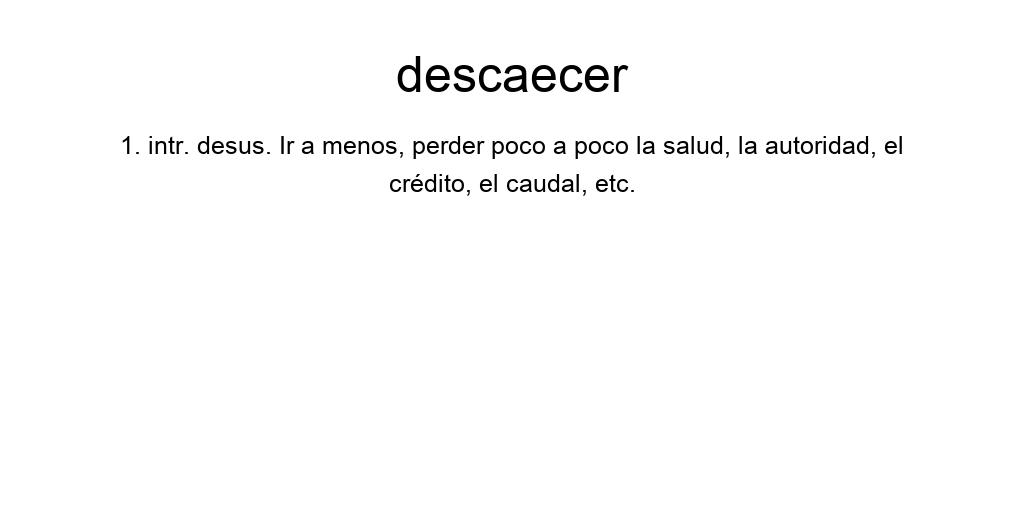 descaecer
1. intr. desus. Ir a menos, perder poco a poco la salud, la autoridad, el
crédito, el caudal, etc.